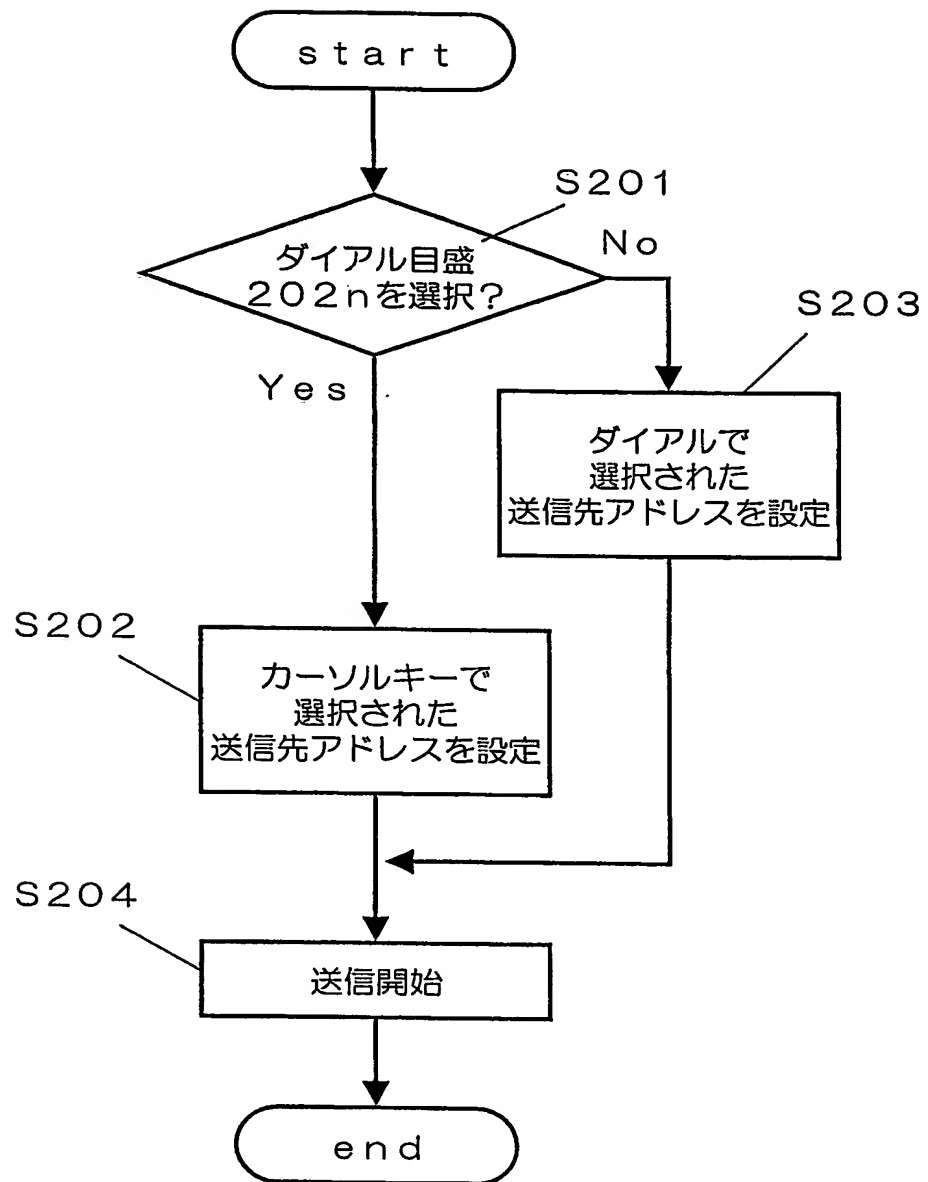 start
S201
ダイアル目盛
202nを選択？
No
Yes
S203
ダイアルで
選択された
送信先アドレスを設定
S202
カーソルキーで
選択された
送信先アドレスを設定
S204
送信開始
end